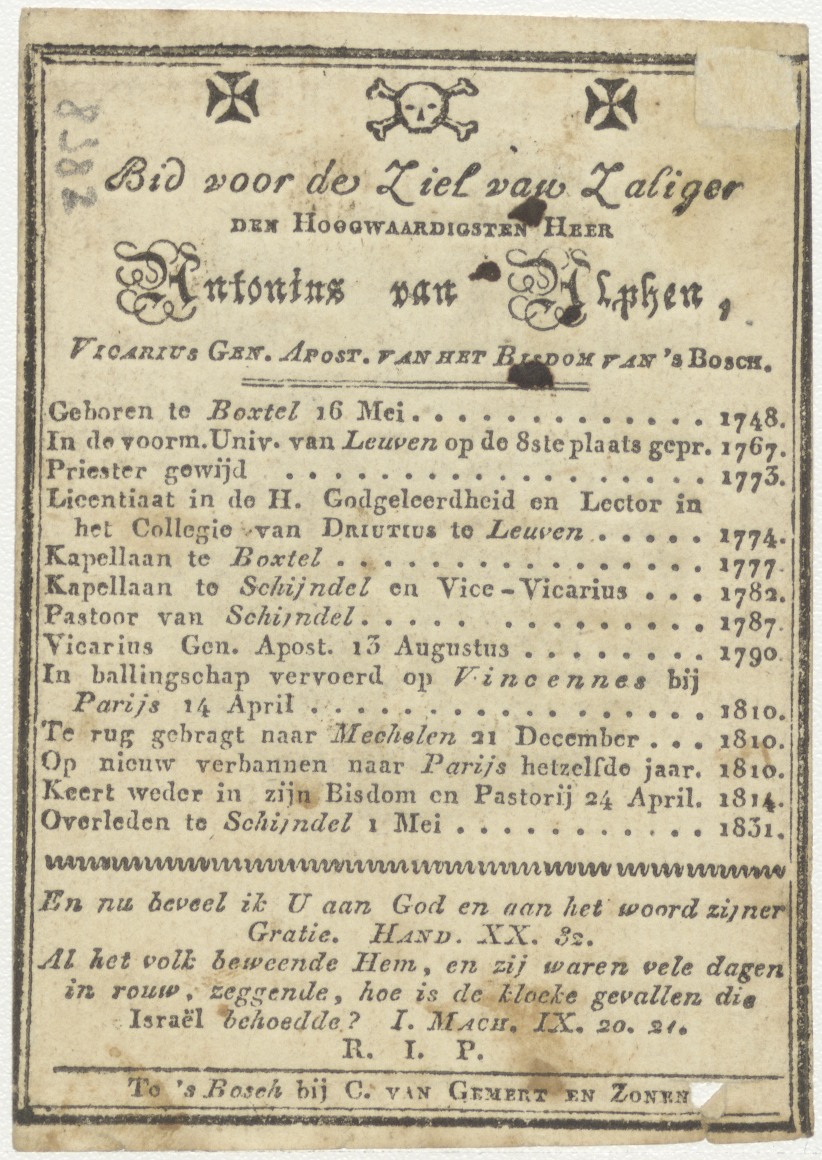 8382
Bid voor de Ziel van Zaliger
DEN HOOGWAARDIGSTEN HEER
Antonius van Alphen,
VICARIUS GEN. APOST. VAN HET BISDOM VAN 's BOSCH.
Geboren te Boxtel 16 Mei. . . . . . . . . . . . . . 1748.
In de voorm. Univ. van Leuven op de 8ste plaats gepr. 1767.
Priester gewijd . . . . . . . . . . . . . . . . . . 1773.
Licentiaat in de H. Godgeleerdheid en Lector in
het Collegie van DRIUTIUS te Leuven . . . . . 1774.
Kapellaan te Boxtel . . . . . . . . . . . . . . . . 1777.
Kapellaan te Schijndel en Vice-Vicarius . . . 1782.
Pastoor van Schijndel. . . . . . . . . . . . . . . 1787.
Vicarius Gen. Apost. 13 Augustus . . . . . . . . 1790.
In ballingschap vervoerd op Vincennes bij
Parijs 14 April . . . . . . . . . . . . . . . . . 1810.
Te rug gebragt naar Mechelen 21 December . . . 1810.
Op nieuw verbannen naar Parijs hetzelfde jaar. 1810.
Keert weder in zijn Bisdom en Pastorij 24 April. 1814.
Overleden te Schijndel 1 Mei . . . . . . . . . . . 1831.
En nu beveel ik U aan God en aan het woord zijner
Gratie. HAND. XX. 32.
Al het volk beweende Hem, en zij waren vele dagen
in rouw, zeggende, hoe is de kloeke gevallen die
Israël behoedde? I. MACH. IX. 20. 21.
R. I. P.
Te 's Bosch bij C. VAN GEMERT EN ZONEN